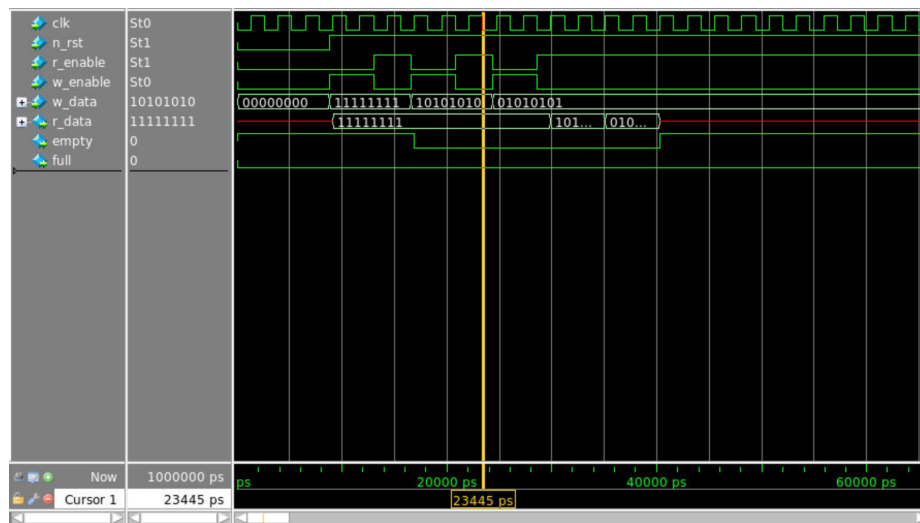 clk St0
n_rst St1
r_enable St1
w_enable St0
w_data 10101010 00000000 11111111 10101010 01010101
r_data 11111111 11111111 101... 010...
empty 0
full 0
Now 1000000 ps ps 20000 ps 40000 ps 60000 ps
Cursor 1 23445 ps 23445 ps